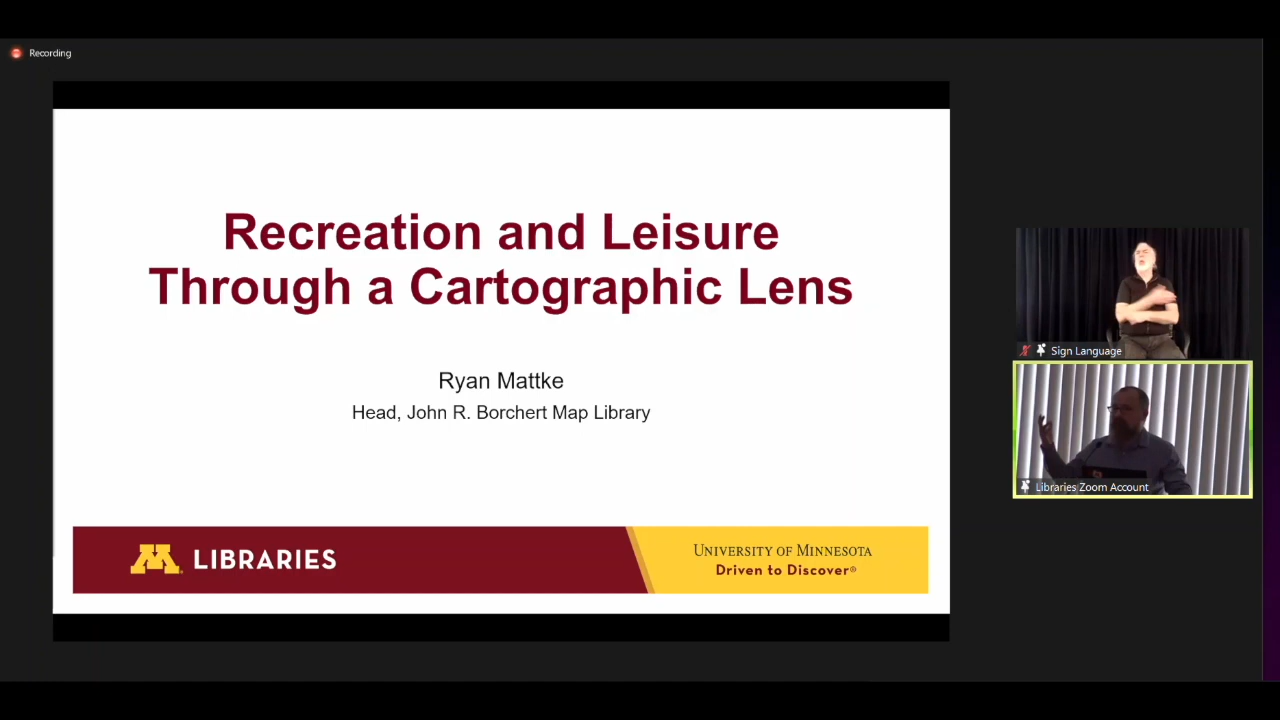 Recording
Recreation and Leisure
Through a Cartographic Lens
Ryan Mattke
Head, John R. Borchert Map Library
M LIBRARIES
UNIVERSITY OF MINNESOTA
Driven to Discover®
Sign Language
Libraries Zoom Account